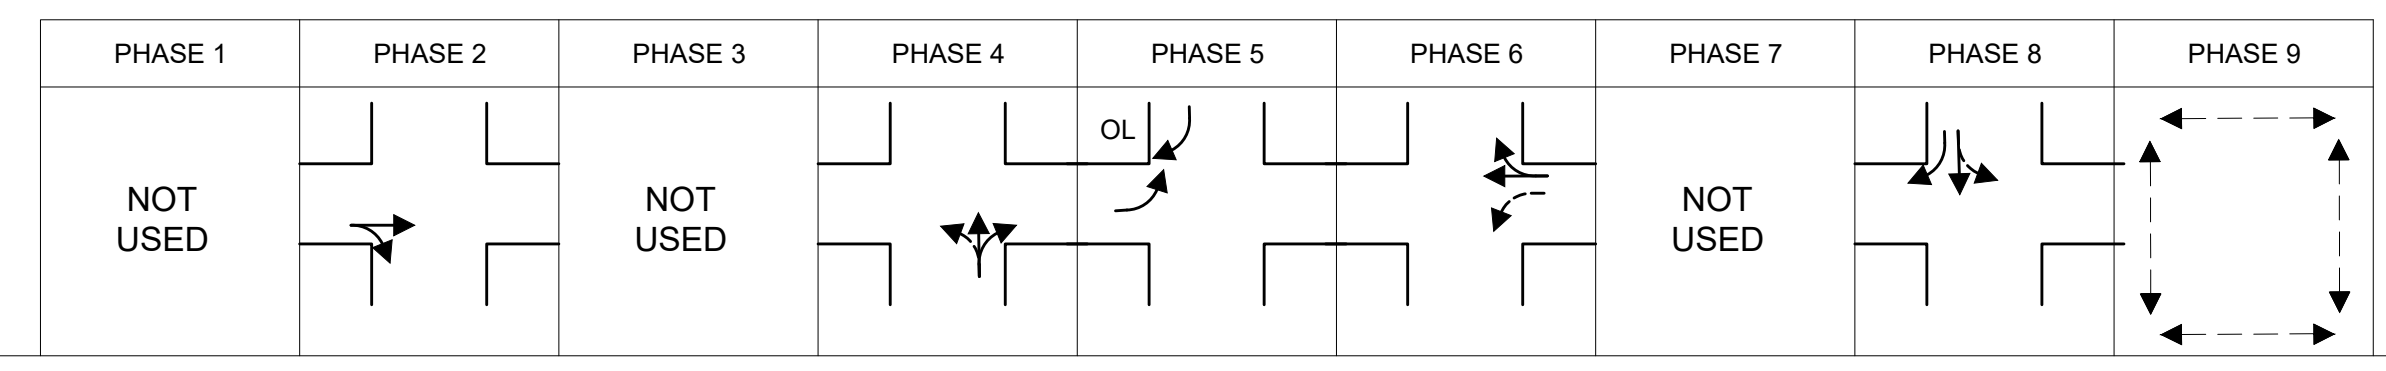 PHASE 1
PHASE 2
PHASE 3
PHASE 4
PHASE 5
PHASE 6
PHASE 7
PHASE 8
PHASE 9
NOT
USED
NOT
USED
OL
NOT
USED